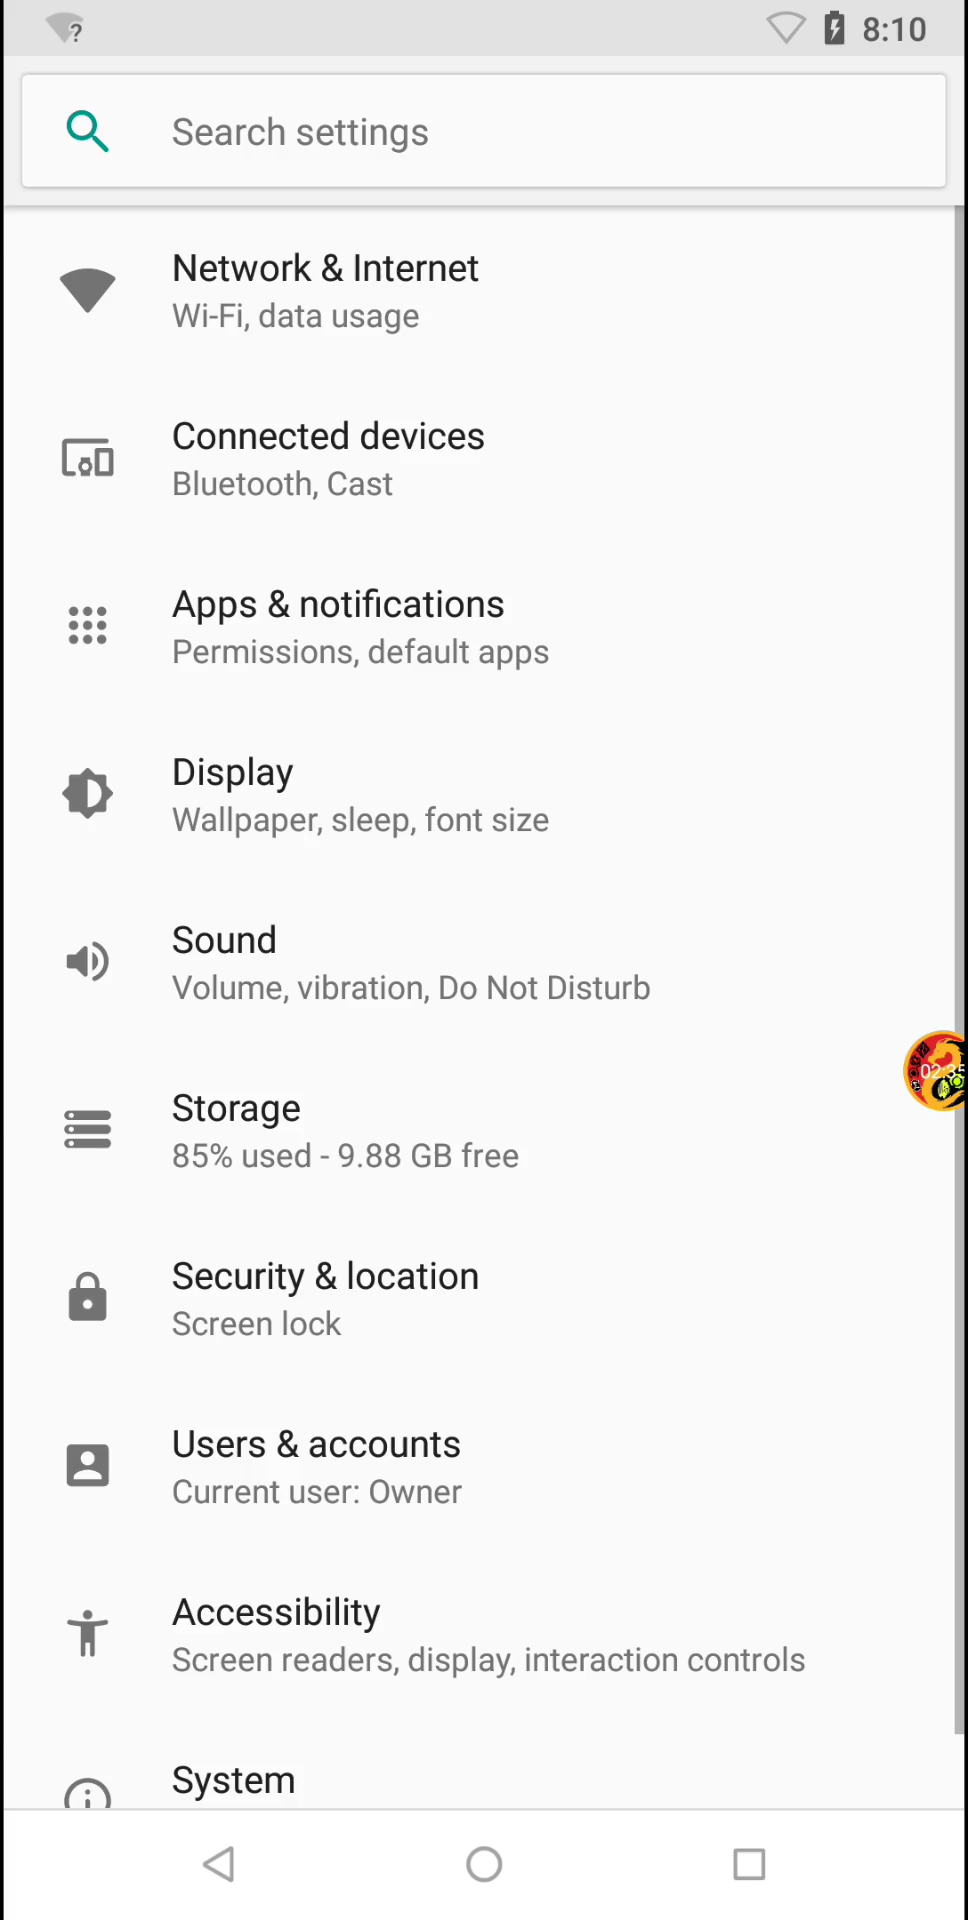 8:10
Search settings
Network & Internet
Wi-Fi, data usage
Connected devices
Bluetooth, Cast
Apps & notifications
Permissions, default apps
Display
Wallpaper, sleep, font size
Sound
Volume, vibration, Do Not Disturb
02:35
Storage
85% used - 9.88 GB free
Security & location
Screen lock
Users & accounts
Current user: Owner
Accessibility
Screen readers, display, interaction controls
System